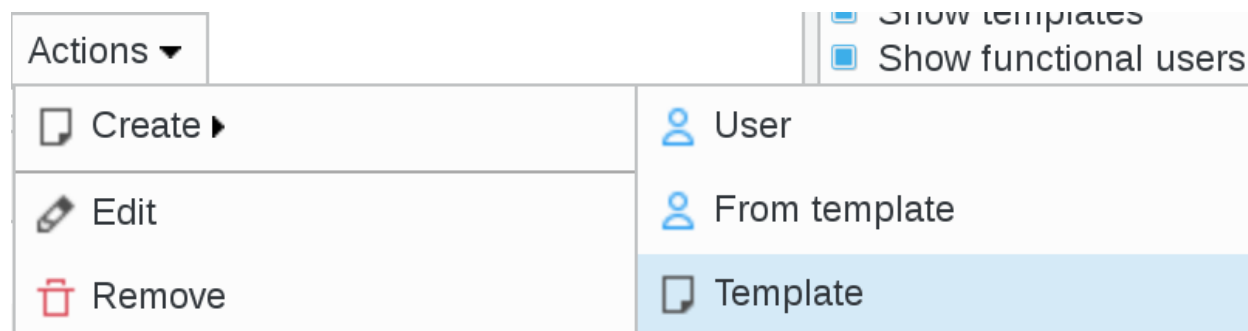 Show templates
Actions
Show functional users
Create
User
Edit
From template
Remove
Template